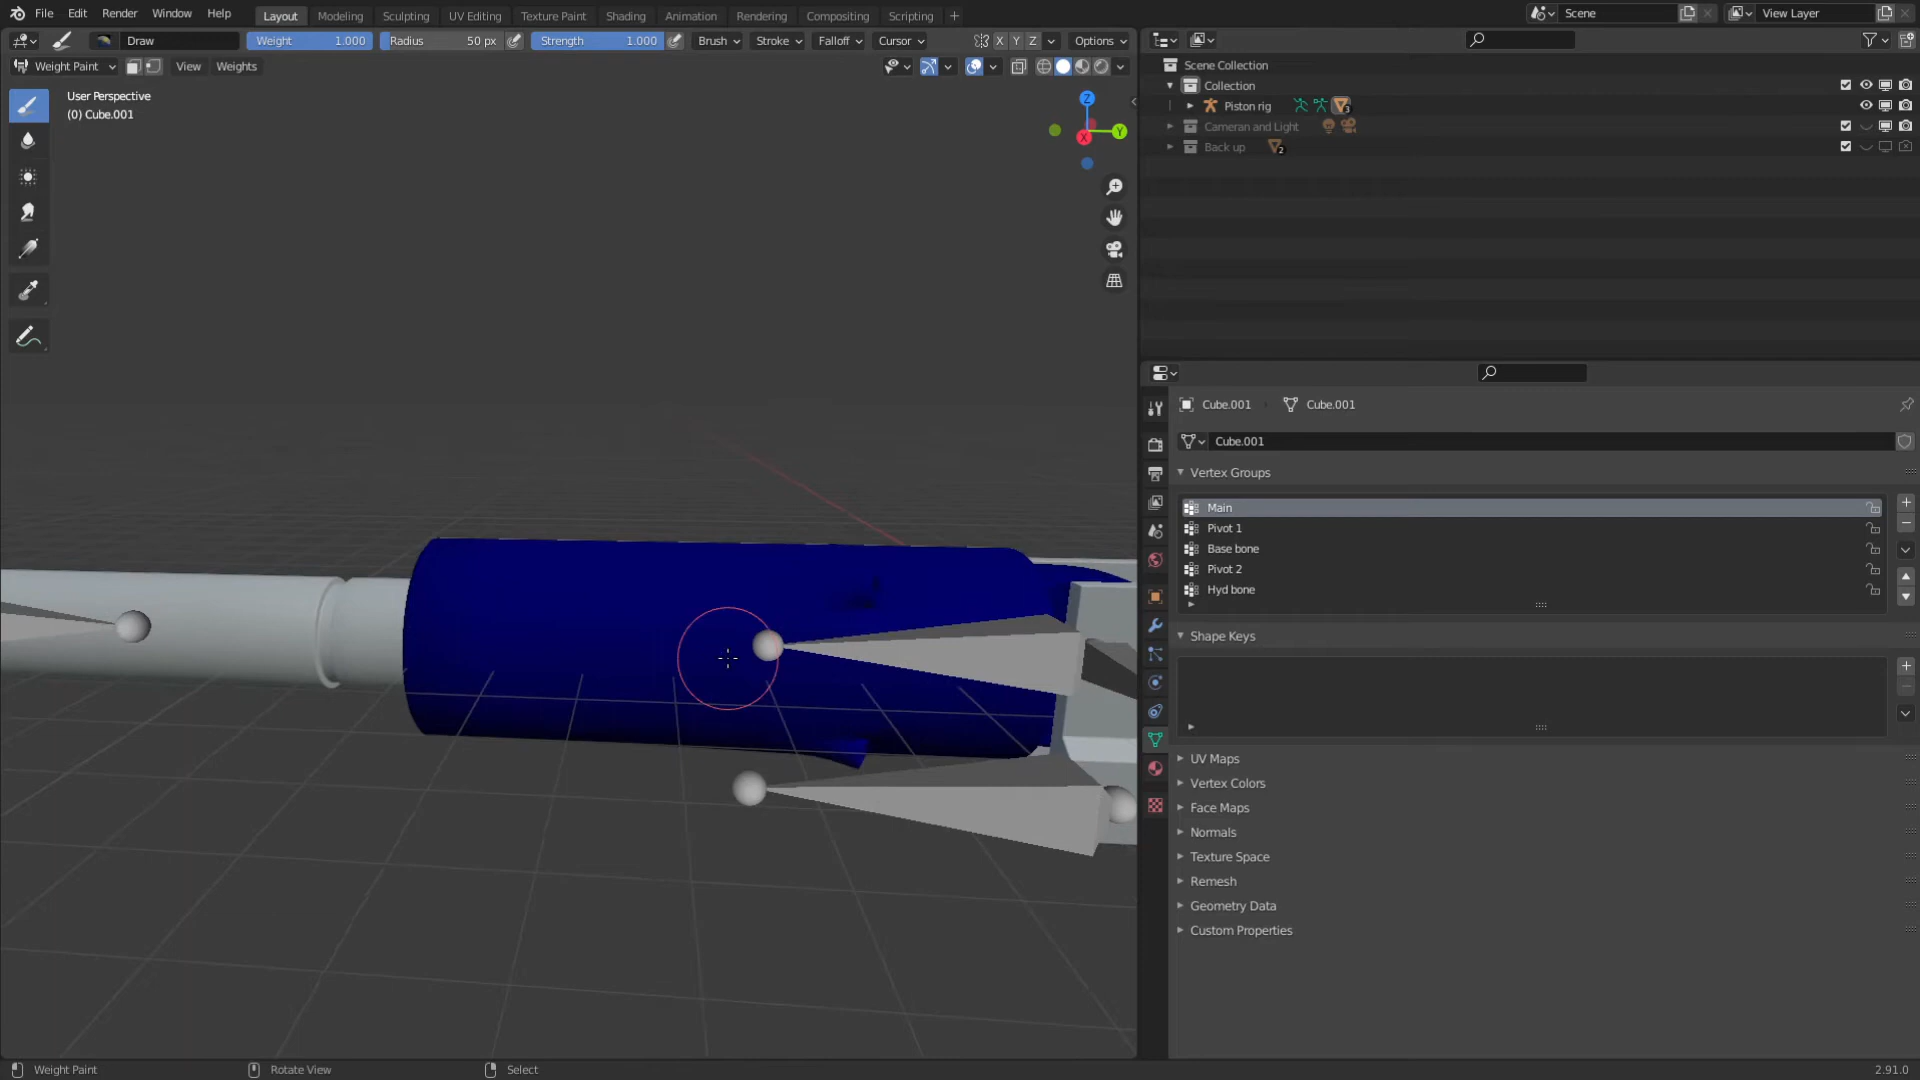 File Edit Render Window Help Layout Modeling Sculpting UV Editing Texture Paint Shading Animation Rendering Compositing Scripting + Scene View Layer
Draw Weight 1.000 Radius 50 px Strength 1.000 Brush Stroke Falloff Cursor X Y Z Options
Weight Paint View Weights
User Perspective
(0) Cube.001
Z
Y
X
Scene Collection
Collection
Piston rig 3
Cameran and Light
Back up 2
Cube.001 Cube.001
Cube.001
Vertex Groups
Main
Pivot 1
Base bone
Pivot 2
Hyd bone
Shape Keys
UV Maps
Vertex Colors
Face Maps
Normals
Texture Space
Remesh
Geometry Data
Custom Properties
Weight Paint Rotate View Select 2.91.0